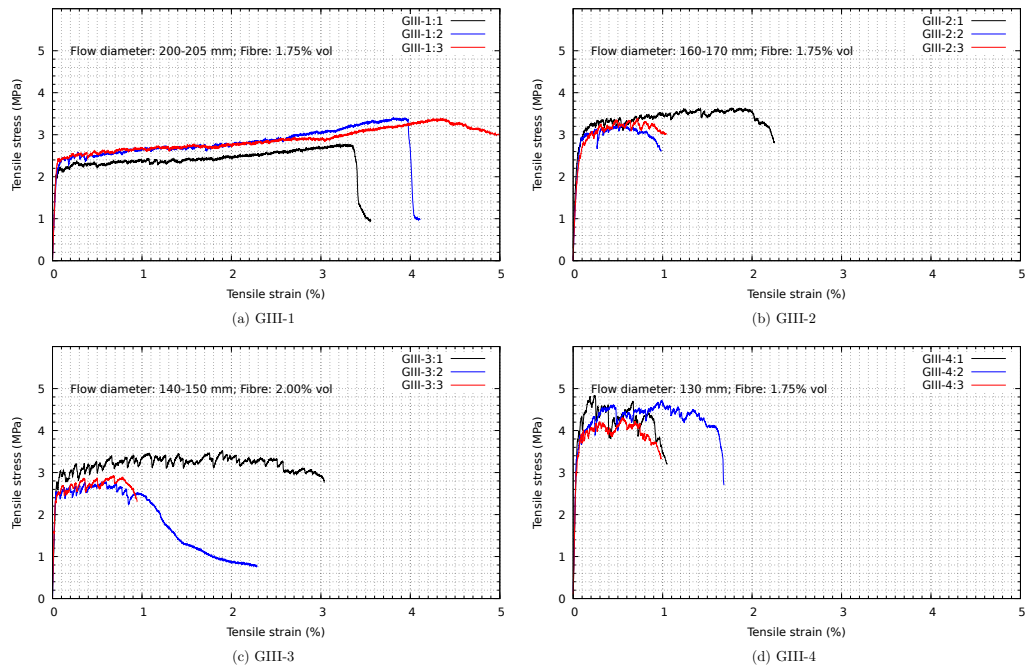 GIII-1:1
GIII-1:2
GIII-1:3
Flow diameter: 200-205 mm; Fibre: 1.75% vol
Tensile stress (MPa)
5
4
3
2
1
0
0 1 2 3 4 5
Tensile strain (%)
(a) GIII-1
GIII-2:1
GIII-2:2
GIII-2:3
Flow diameter: 160-170 mm; Fibre: 1.75% vol
Tensile stress (MPa)
5
4
3
2
1
0
0 1 2 3 4 5
Tensile strain (%)
(b) GIII-2
GIII-3:1
GIII-3:2
GIII-3:3
Flow diameter: 140-150 mm; Fibre: 2.00% vol
Tensile stress (MPa)
5
4
3
2
1
0
0 1 2 3 4 5
Tensile strain (%)
(c) GIII-3
GIII-4:1
GIII-4:2
GIII-4:3
Flow diameter: 130 mm; Fibre: 1.75% vol
Tensile stress (MPa)
5
4
3
2
1
0
0 1 2 3 4 5
Tensile strain (%)
(d) GIII-4